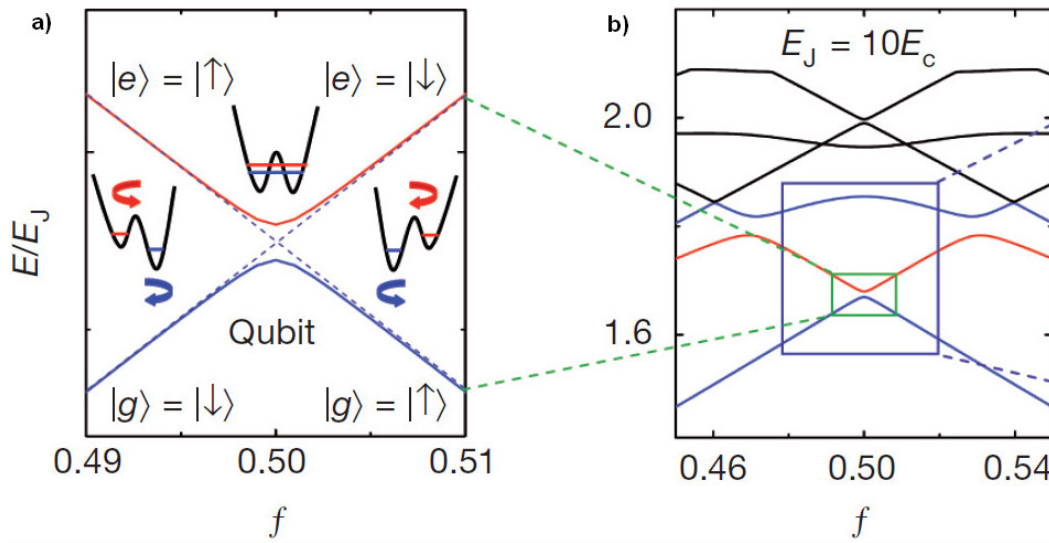 a)
|e⟩ = |↑⟩ |e⟩ = |↓⟩
E/E_J
Qubit
|g⟩ = |↓⟩ |g⟩ = |↑⟩
0.49 0.50 0.51
f
b)
E_J = 10E_c
2.0
1.6
0.46 0.50 0.54
f